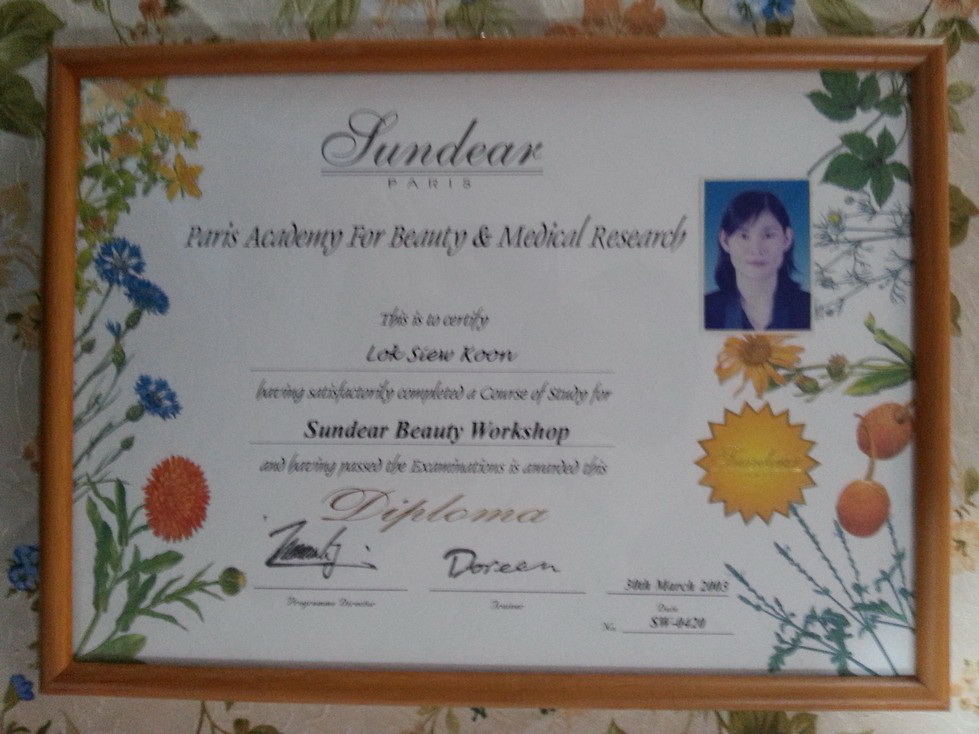 Sundear
PARIS
Paris Academy For Beauty & Medical Research
This is to certify
Lok Siew Koon
having satisfactorily completed a Course of Study for
Sundear Beauty Workshop
and having passed the Examinations is awarded this
Diploma
Doreen
Programme Director
Trainer
30th March 2003
Date
No. SW-0420